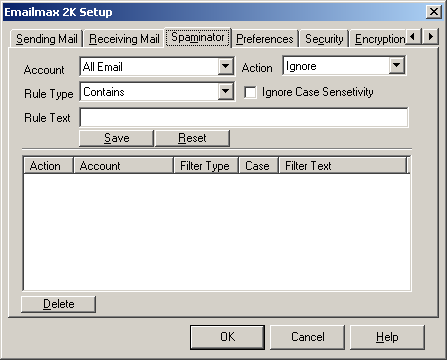 Emailmax 2K Setup
Sending Mail Receiving Mail Spaminator Preferences Security Encryption
Account All Email Action Ignore
Rule Type Contains Ignore Case Sensetivity
Rule Text
Save Reset
Action Account Filter Type Case Filter Text
Delete
OK Cancel Help